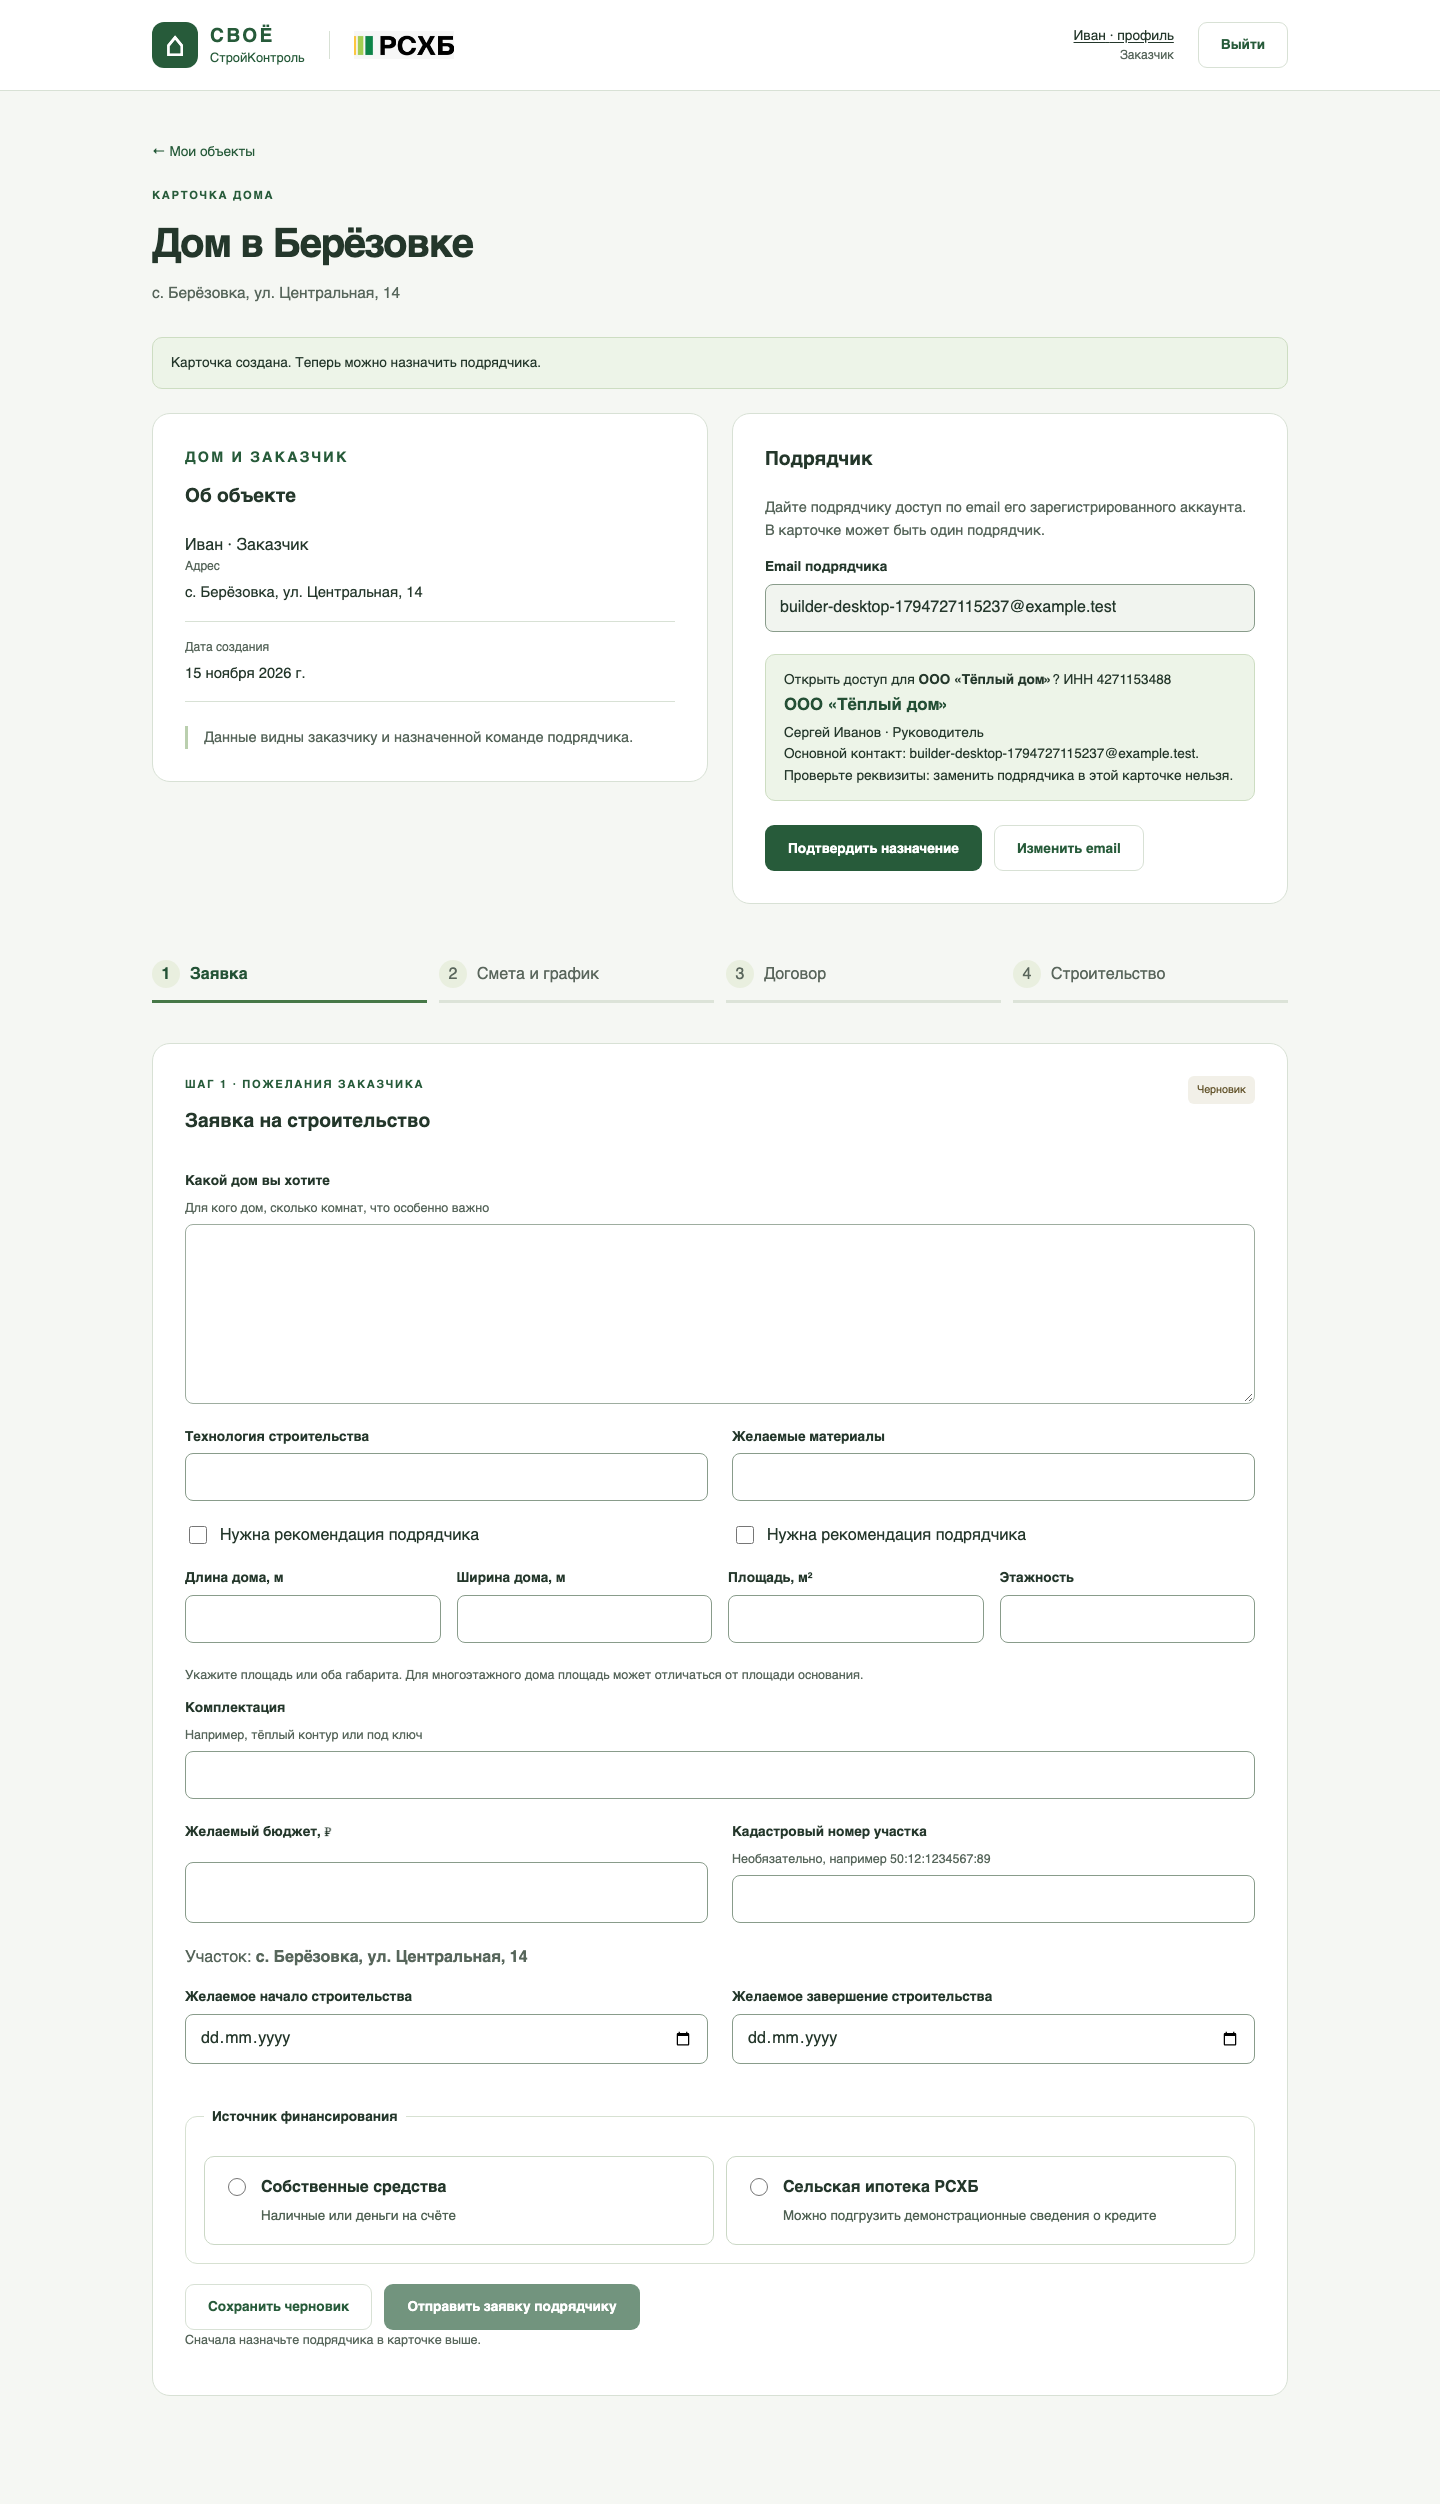 СВОЁ
СтройКонтроль
РСХБ
Иван · профиль
Заказчик
Выйти
← Мои объекты
КАРТОЧКА ДОМА
Дом в Берёзовке
с. Берёзовка, ул. Центральная, 14
Карточка создана. Теперь можно назначить подрядчика.
ДОМ И ЗАКАЗЧИК
Об объекте
Иван · Заказчик
Адрес
с. Берёзовка, ул. Центральная, 14
Дата создания
15 ноября 2026 г.
Данные видны заказчику и назначенной команде подрядчика.
Подрядчик
Дайте подрядчику доступ по email его зарегистрированного аккаунта.
В карточке может быть один подрядчик.
Email подрядчика
builder-desktop-1794727115237@example.test
Открыть доступ для ООО «Тёплый дом»? ИНН 4271153488
ООО «Тёплый дом»
Сергей Иванов · Руководитель
Основной контакт: builder-desktop-1794727115237@example.test.
Проверьте реквизиты: заменить подрядчика в этой карточке нельзя.
Подтвердить назначение
Изменить email
1 Заявка
2 Смета и график
3 Договор
4 Строительство
ШАГ 1 · ПОЖЕЛАНИЯ ЗАКАЗЧИКА
Черновик
Заявка на строительство
Какой дом вы хотите
Для кого дом, сколько комнат, что особенно важно
Технология строительства
Желаемые материалы
Нужна рекомендация подрядчика
Нужна рекомендация подрядчика
Длина дома, м
Ширина дома, м
Площадь, м²
Этажность
Укажите площадь или оба габарита. Для многоэтажного дома площадь может отличаться от площади основания.
Комплектация
Например, тёплый контур или под ключ
Желаемый бюджет, ₽
Кадастровый номер участка
Необязательно, например 50:12:1234567:89
Участок: с. Берёзовка, ул. Центральная, 14
Желаемое начало строительства
Желаемое завершение строительства
dd.mm.yyyy
dd.mm.yyyy
Источник финансирования
Собственные средства
Наличные или деньги на счёте
Сельская ипотека РСХБ
Можно подгрузить демонстрационные сведения о кредите
Сохранить черновик
Отправить заявку подрядчику
Сначала назначьте подрядчика в карточке выше.